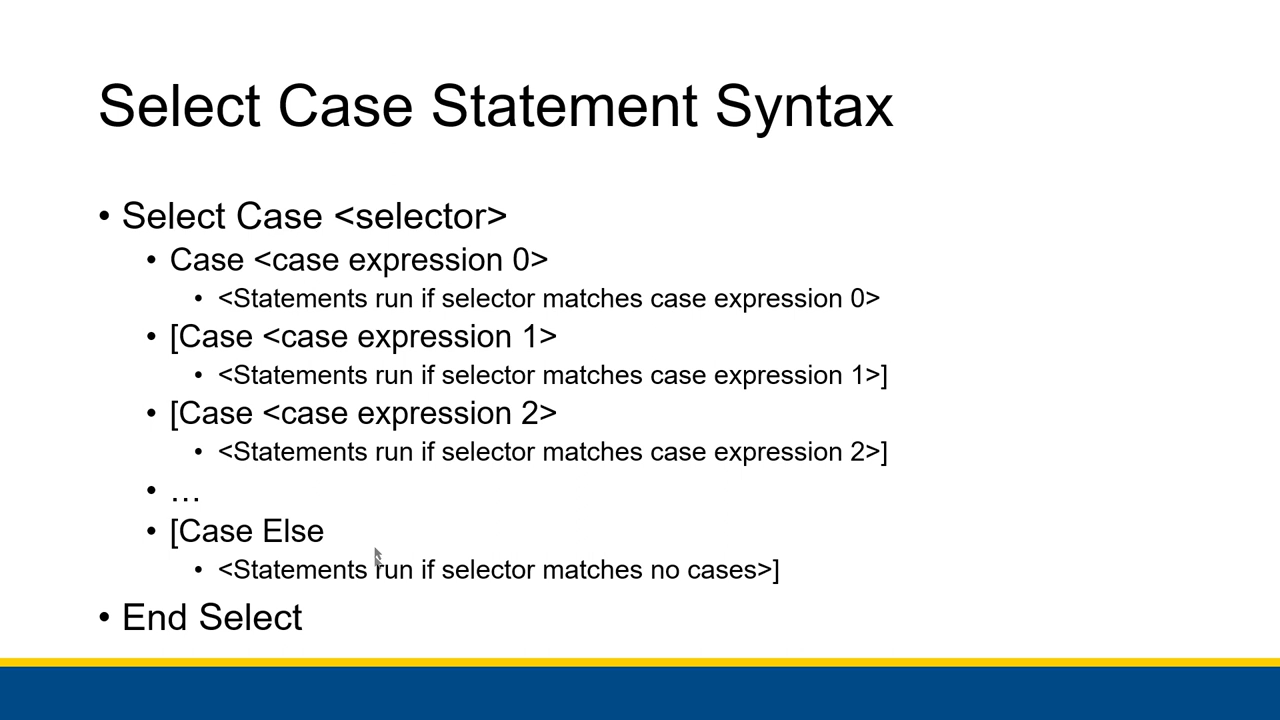 Select Case Statement Syntax
• Select Case <selector>
• Case <case expression 0>
• <Statements run if selector matches case expression 0>
• [Case <case expression 1>
• <Statements run if selector matches case expression 1>]
• [Case <case expression 2>
• <Statements run if selector matches case expression 2>]
• …
• [Case Else
• <Statements run if selector matches no cases>]
• End Select